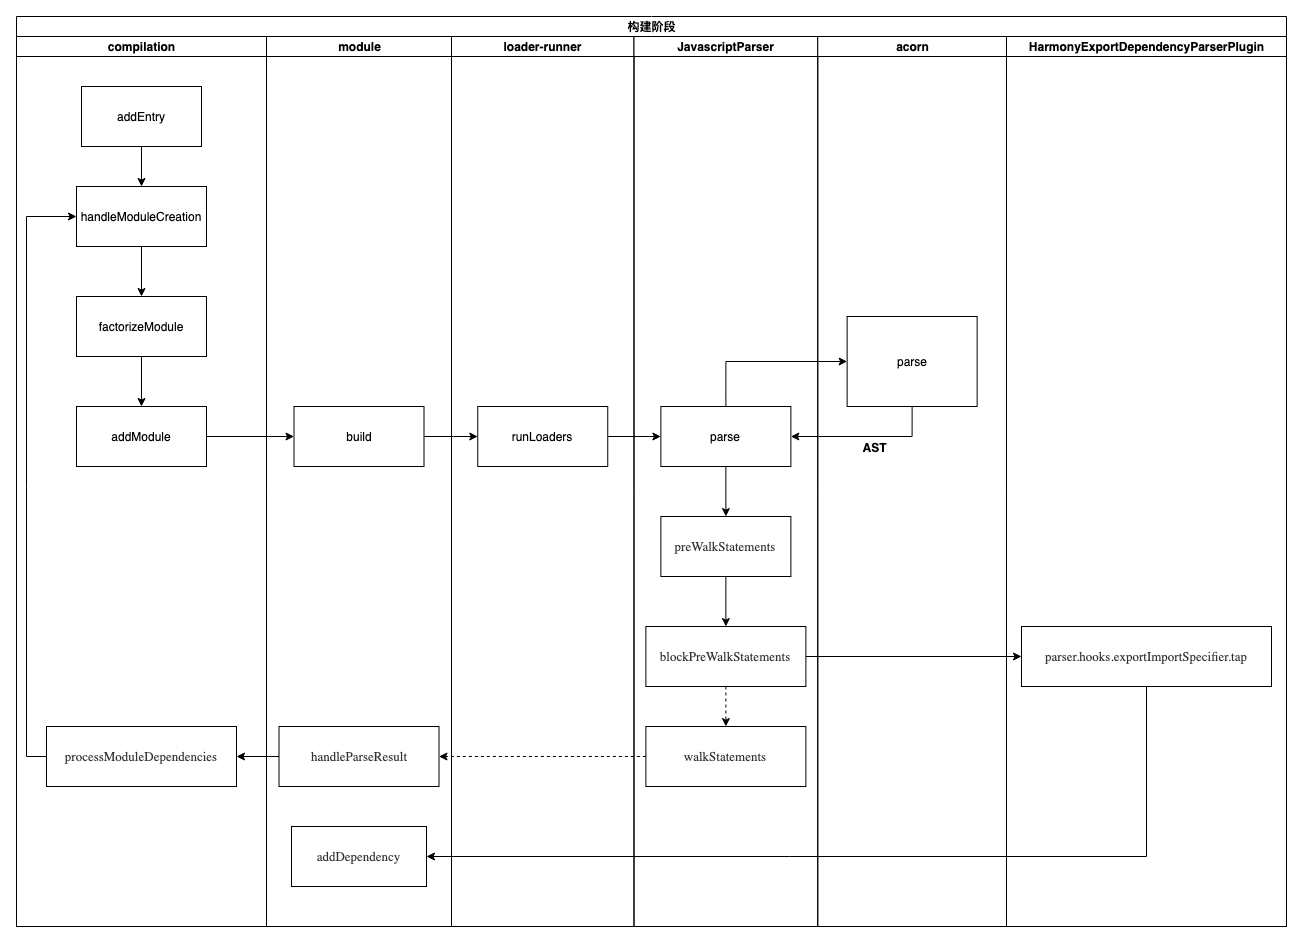 构建阶段
compilation
module
loader-runner
JavascriptParser
acorn
HarmonyExportDependencyParserPlugin
addEntry
handleModuleCreation
factorizeModule
parse
addModule
build
runLoaders
parse
AST
preWalkStatements
blockPreWalkStatements
parser.hooks.exportImportSpecifier.tap
processModuleDependencies
handleParseResult
walkStatements
addDependency